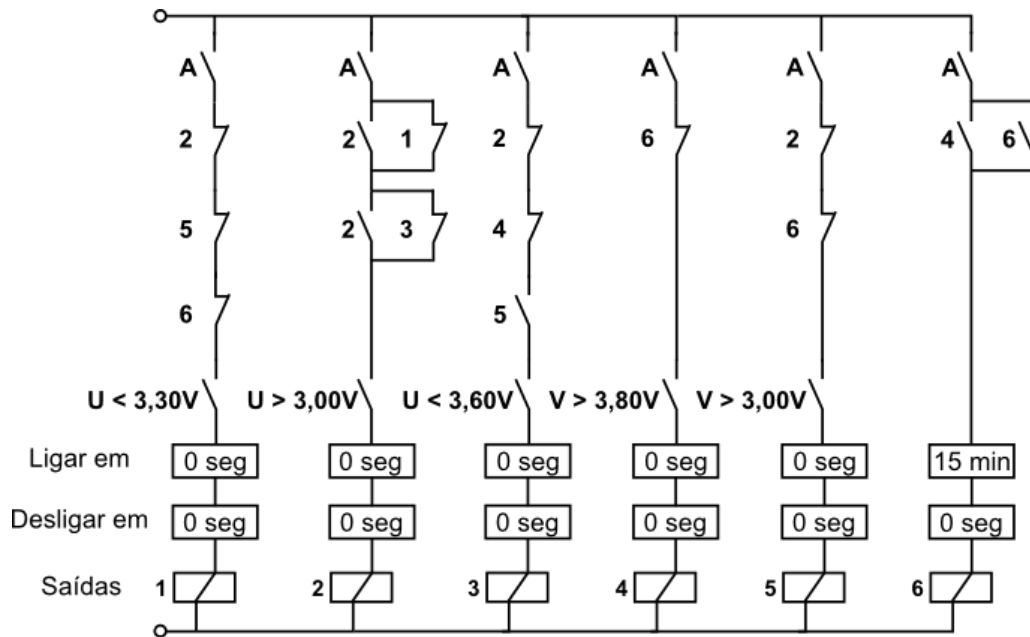 A A A A A A
2 2 1 2 6 2 4 6
5 2 3 4 6
6 5
U < 3,30V U > 3,00V U < 3,60V V > 3,80V V > 3,00V
Ligar em 0 seg 0 seg 0 seg 0 seg 0 seg 15 min
Desligar em 0 seg 0 seg 0 seg 0 seg 0 seg 0 seg
Saídas 1 2 3 4 5 6